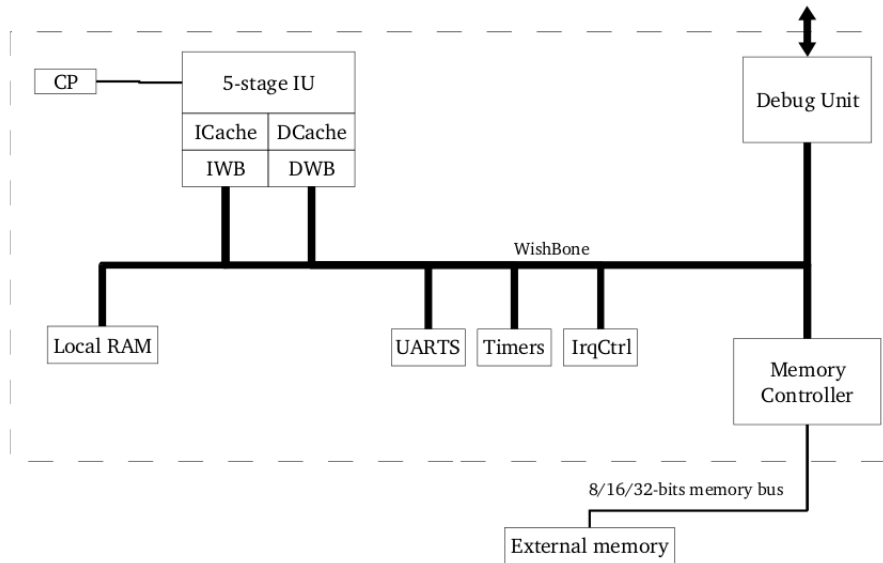 CP
5-stage IU
Debug Unit
ICache
DCache
IWB
DWB
WishBone
Local RAM
UARTS
Timers
IrqCtrl
Memory
Controller
8/16/32-bits memory bus
External memory